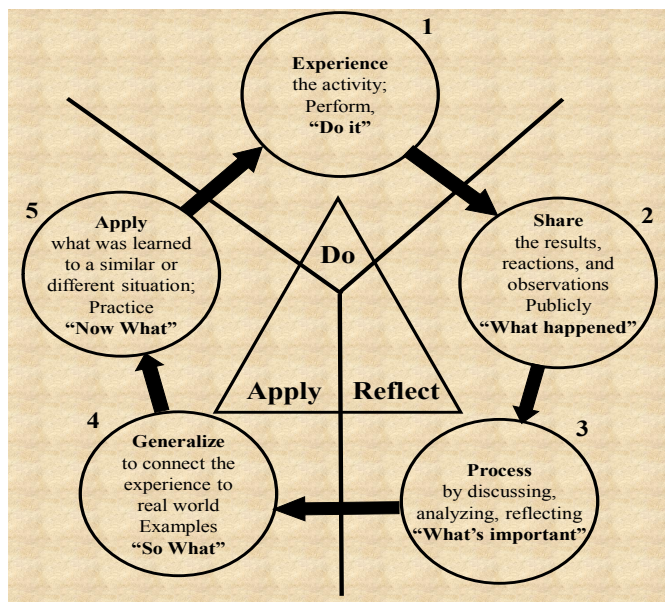 1
Experience
the activity;
Perform,
“Do it”
2
Share
the results,
reactions, and
observations
Publicly
“What happened”
3
Process
by discussing,
analyzing, reflecting
“What’s important”
4
Generalize
to connect the
experience to
real world
Examples
“So What”
5
Apply
what was learned
to a similar or
different situation;
Practice
“Now What”
Do
Apply
Reflect